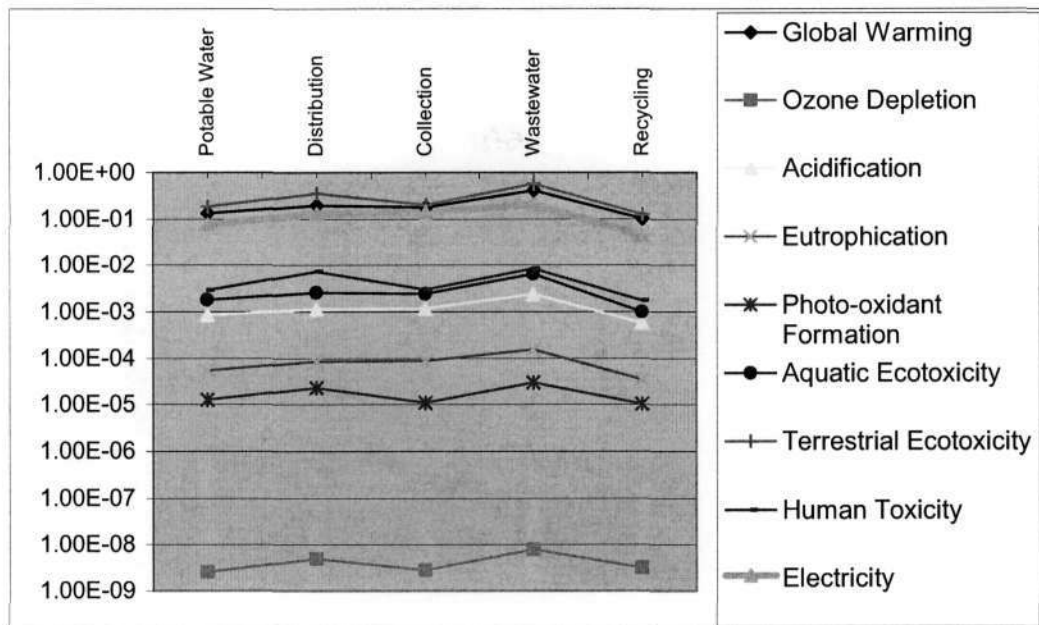 Potable Water
Distribution
Collection
Wastewater
Recycling
1.00E+00
1.00E-01
1.00E-02
1.00E-03
1.00E-04
1.00E-05
1.00E-06
1.00E-07
1.00E-08
1.00E-09
Global Warming
Ozone Depletion
Acidification
Eutrophication
Photo-oxidant
Formation
Aquatic Ecotoxicity
Terrestrial Ecotoxicity
Human Toxicity
Electricity